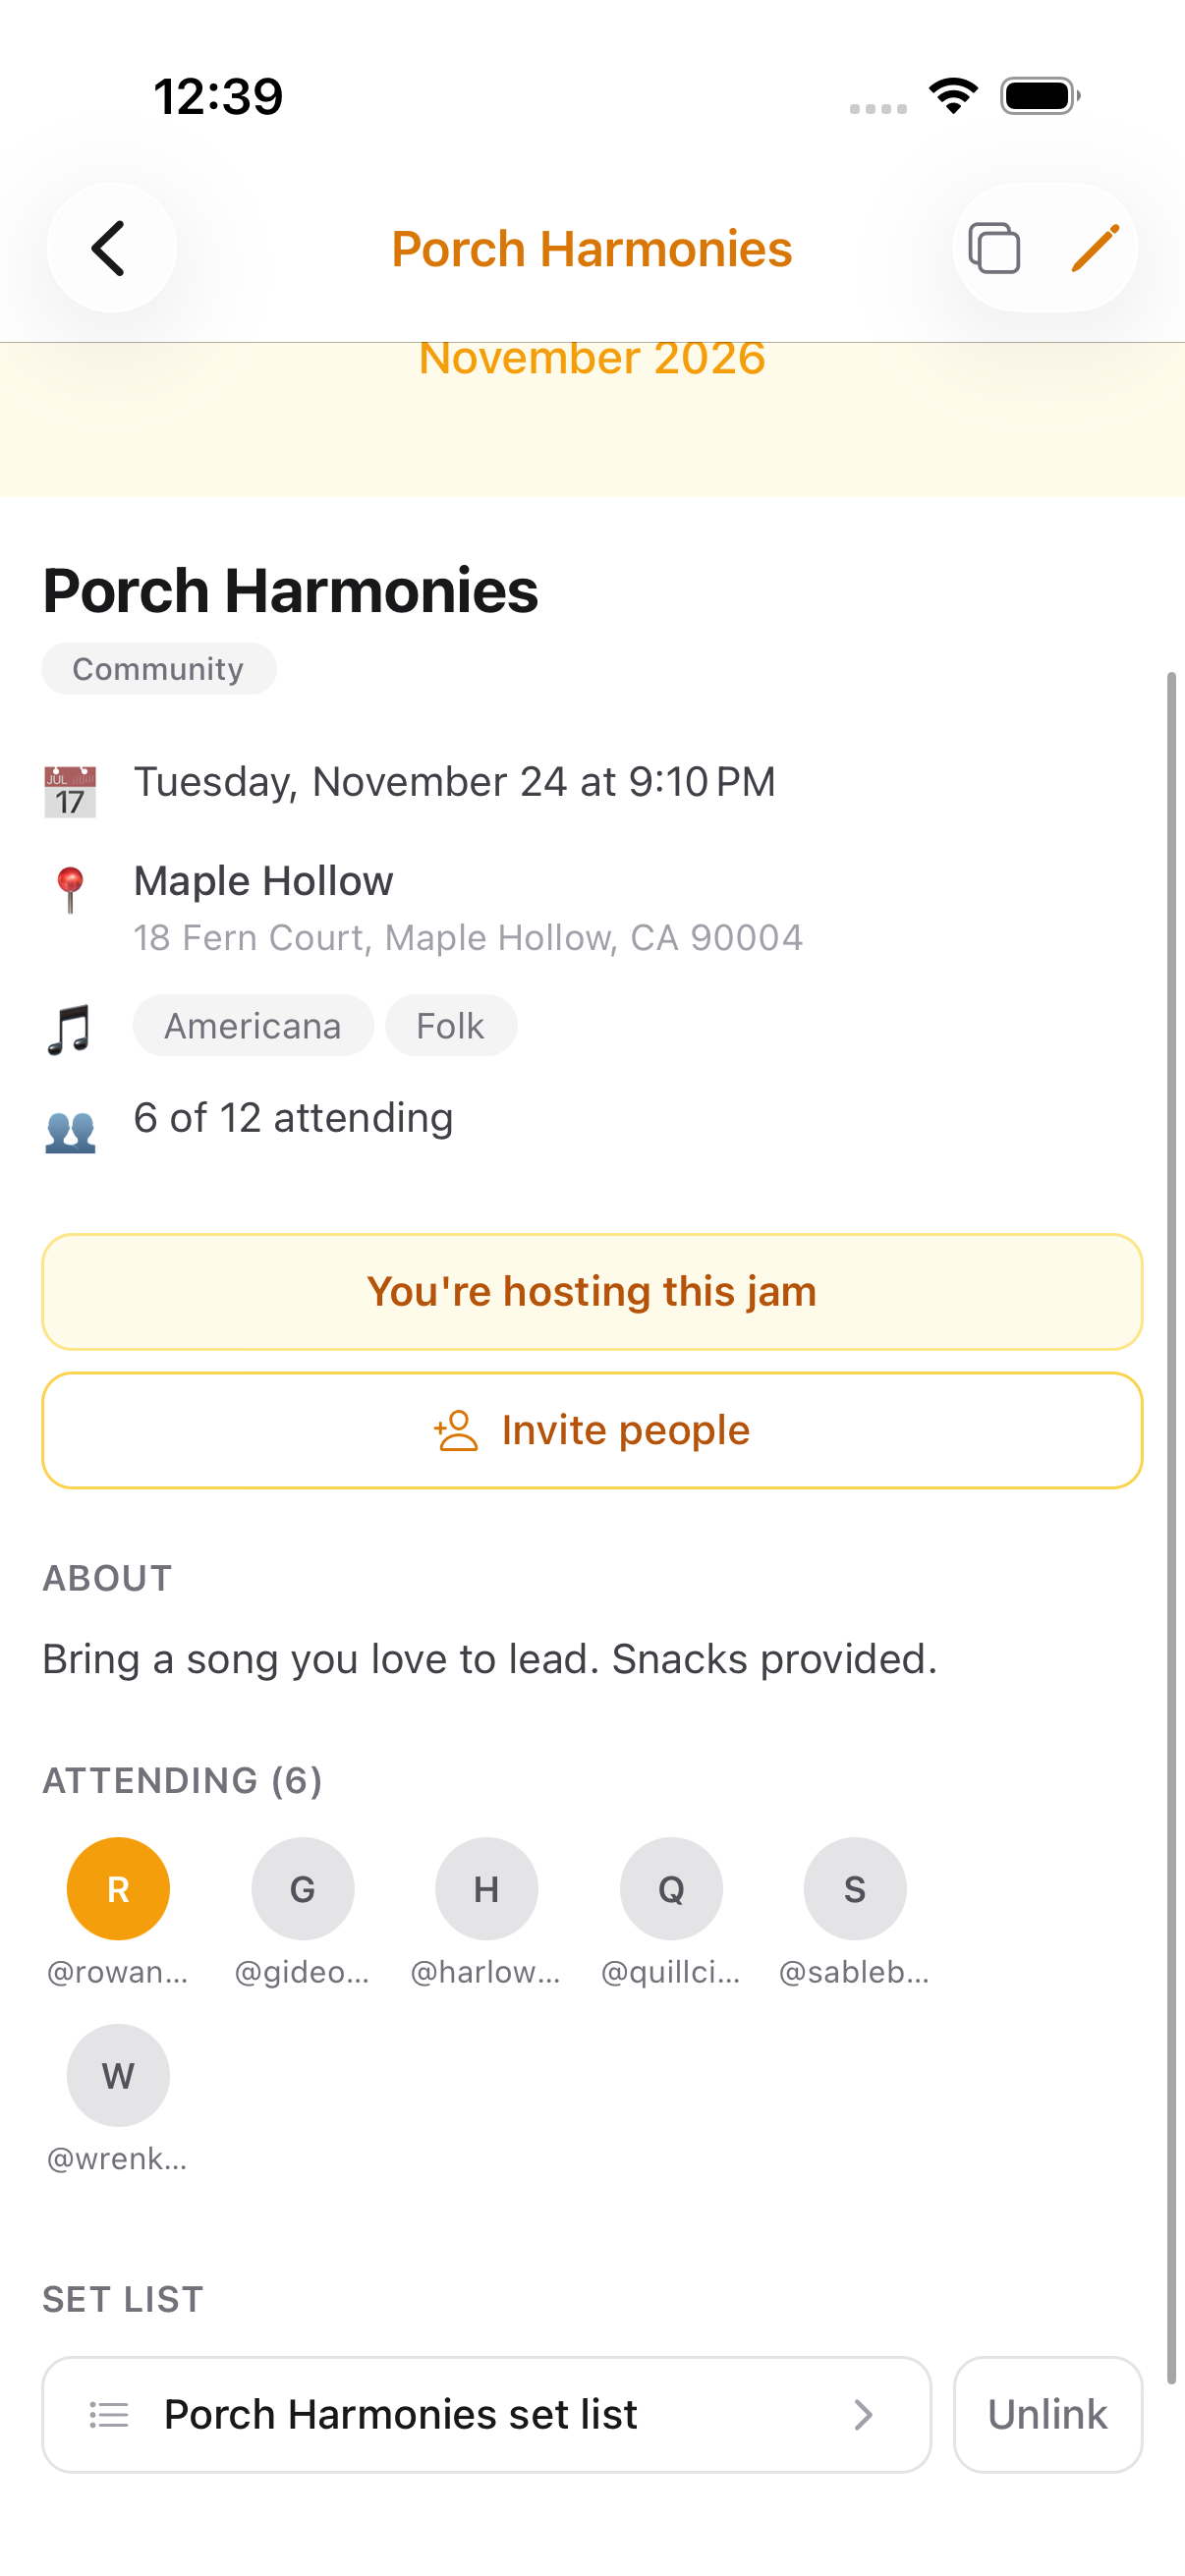 12:39
Porch Harmonies
November 2026
Porch Harmonies
Community
JUL
17
Tuesday, November 24 at 9:10 PM
Maple Hollow
18 Fern Court, Maple Hollow, CA 90004
Americana Folk
6 of 12 attending
You're hosting this jam
Invite people
ABOUT
Bring a song you love to lead. Snacks provided.
ATTENDING (6)
R G H Q S
@rowan... @gideo... @harlow... @quillci... @sableb...
W
@wrenk...
SET LIST
Porch Harmonies set list Unlink